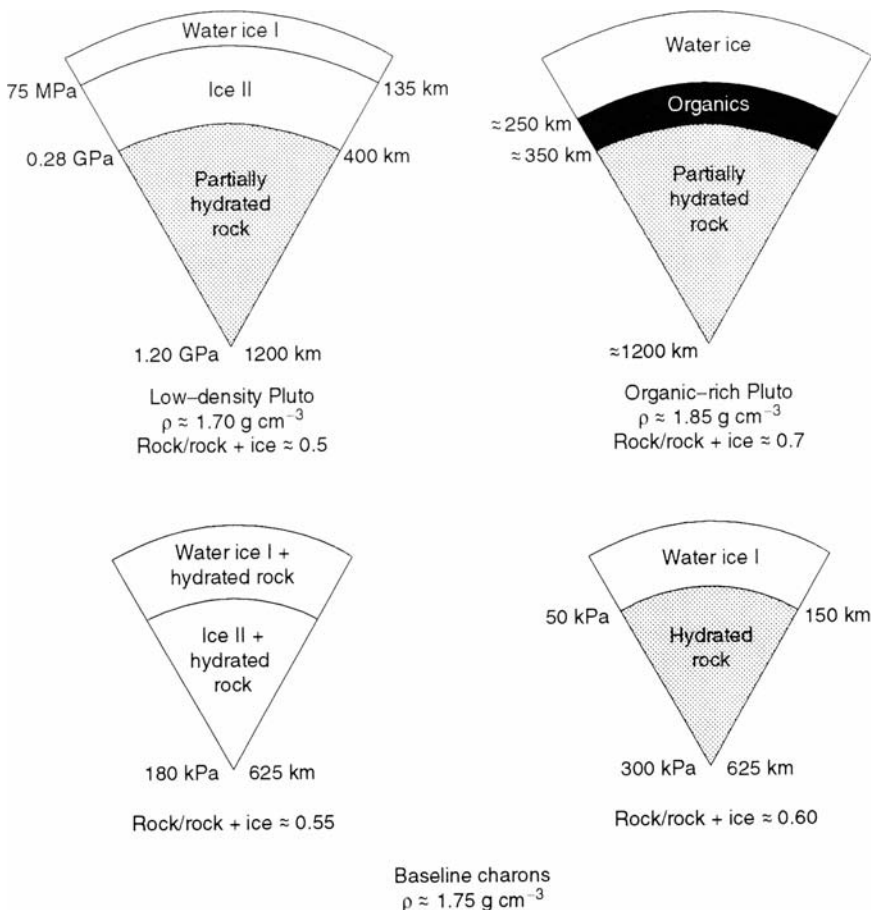 Water ice I
75 MPa
Ice II
135 km
0.28 GPa
400 km
Partially
hydrated
rock
1.20 GPa
1200 km
Low–density Pluto
ρ ≈ 1.70 g cm⁻³
Rock/rock + ice ≈ 0.5
Water ice
Organics
≈250 km
≈350 km
Partially
hydrated
rock
≈1200 km
Organic–rich Pluto
ρ ≈ 1.85 g cm⁻³
Rock/rock + ice ≈ 0.7
Water ice I +
hydrated rock
Ice II +
hydrated
rock
180 kPa
625 km
Rock/rock + ice ≈ 0.55
Water ice I
50 kPa
150 km
Hydrated
rock
300 kPa
625 km
Rock/rock + ice ≈ 0.60
Baseline charons
ρ ≈ 1.75 g cm⁻³